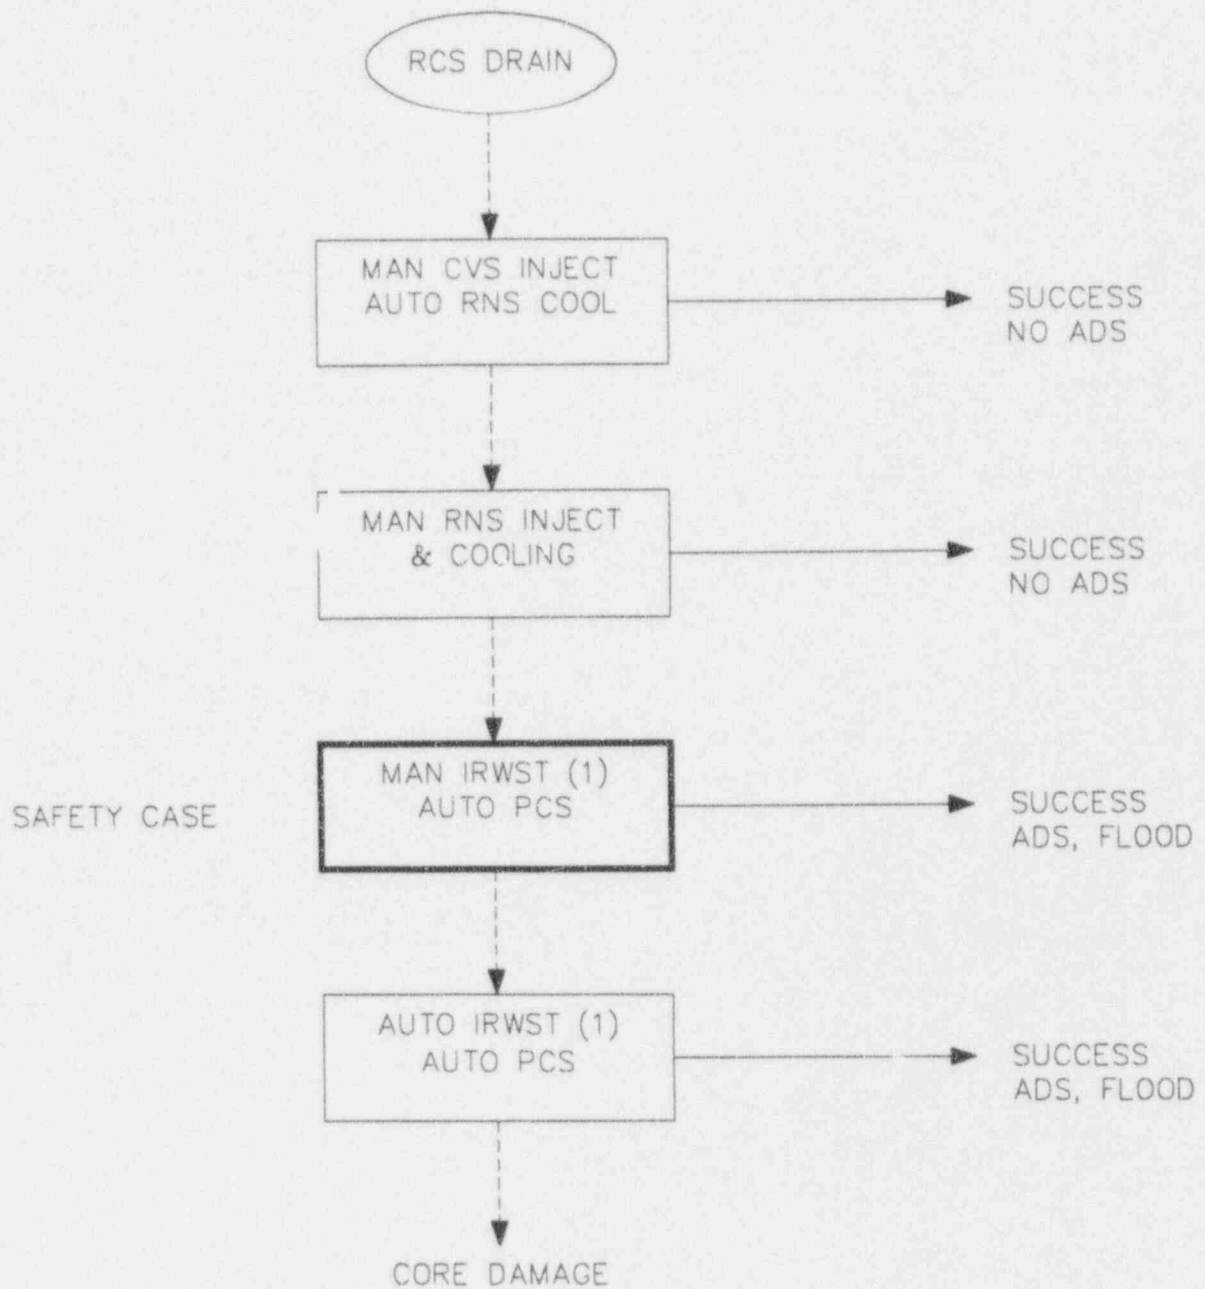 RCS DRAIN
MAN CVS INJECT
AUTO RNS COOL
SUCCESS
NO ADS
MAN RNS INJECT
& COOLING
SUCCESS
NO ADS
SAFETY CASE
MAN IRWST (1)
AUTO PCS
SUCCESS
ADS, FLOOD
AUTO IRWST (1)
AUTO PCS
SUCCESS
ADS, FLOOD
CORE DAMAGE